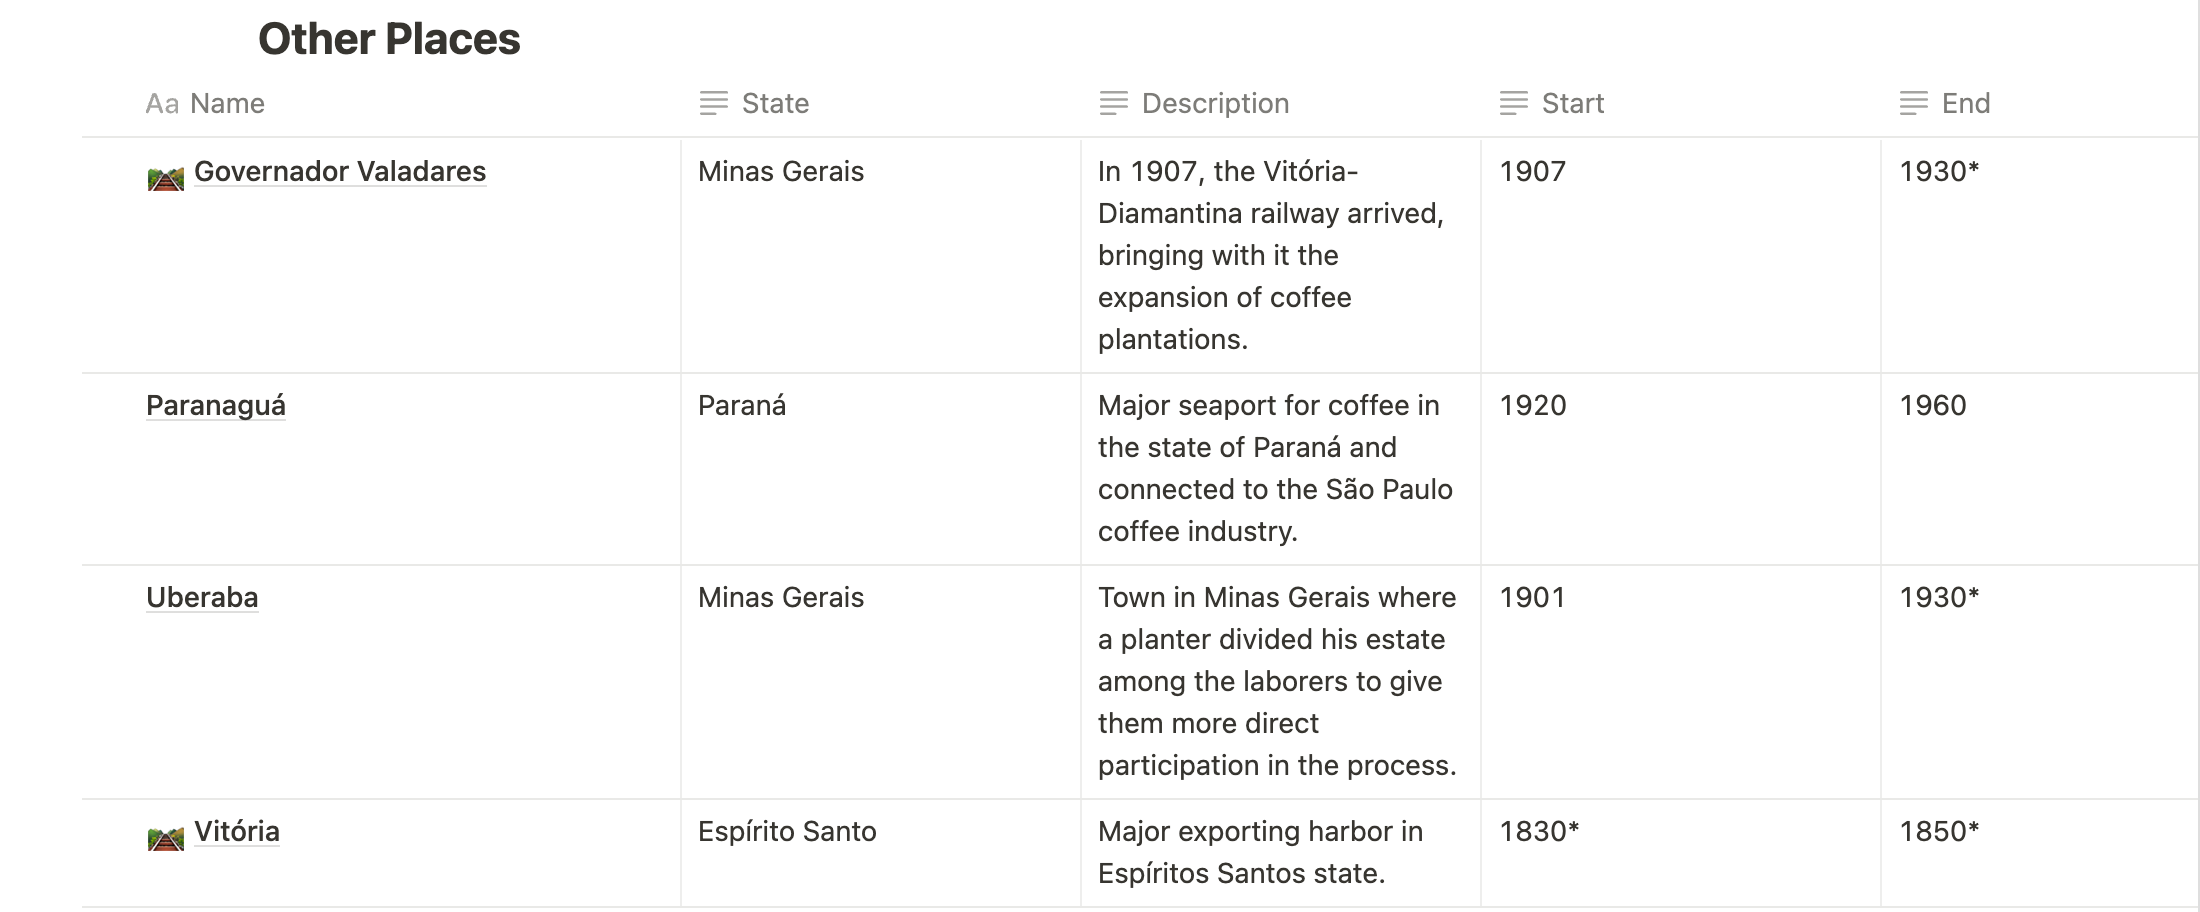 Other Places
Aa Name State Description Start End
Governador Valadares Minas Gerais In 1907, the Vitória- 1907 1930*
Diamantina railway arrived,
bringing with it the
expansion of coffee
plantations.
Paranaguá Paraná Major seaport for coffee in 1920 1960
the state of Paraná and
connected to the São Paulo
coffee industry.
Uberaba Minas Gerais Town in Minas Gerais where 1901 1930*
a planter divided his estate
among the laborers to give
them more direct
participation in the process.
Vitória Espírito Santo Major exporting harbor in 1830* 1850*
Espíritos Santos state.